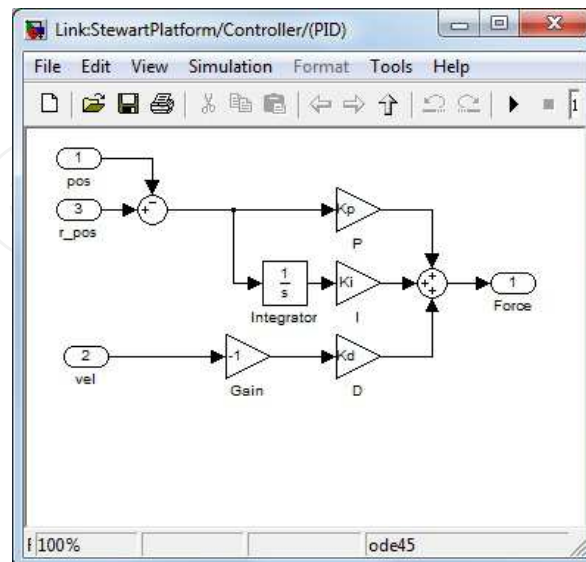 Link:StewartPlatform/Controller/(PID)
File Edit View Simulation Format Tools Help
1
1
pos
3
r_pos
-
+
Kp
P
1
s
Integrator
Ki
I
+
+
+
1
Force
2
vel
-1
Gain
Kd
D
100%
ode45